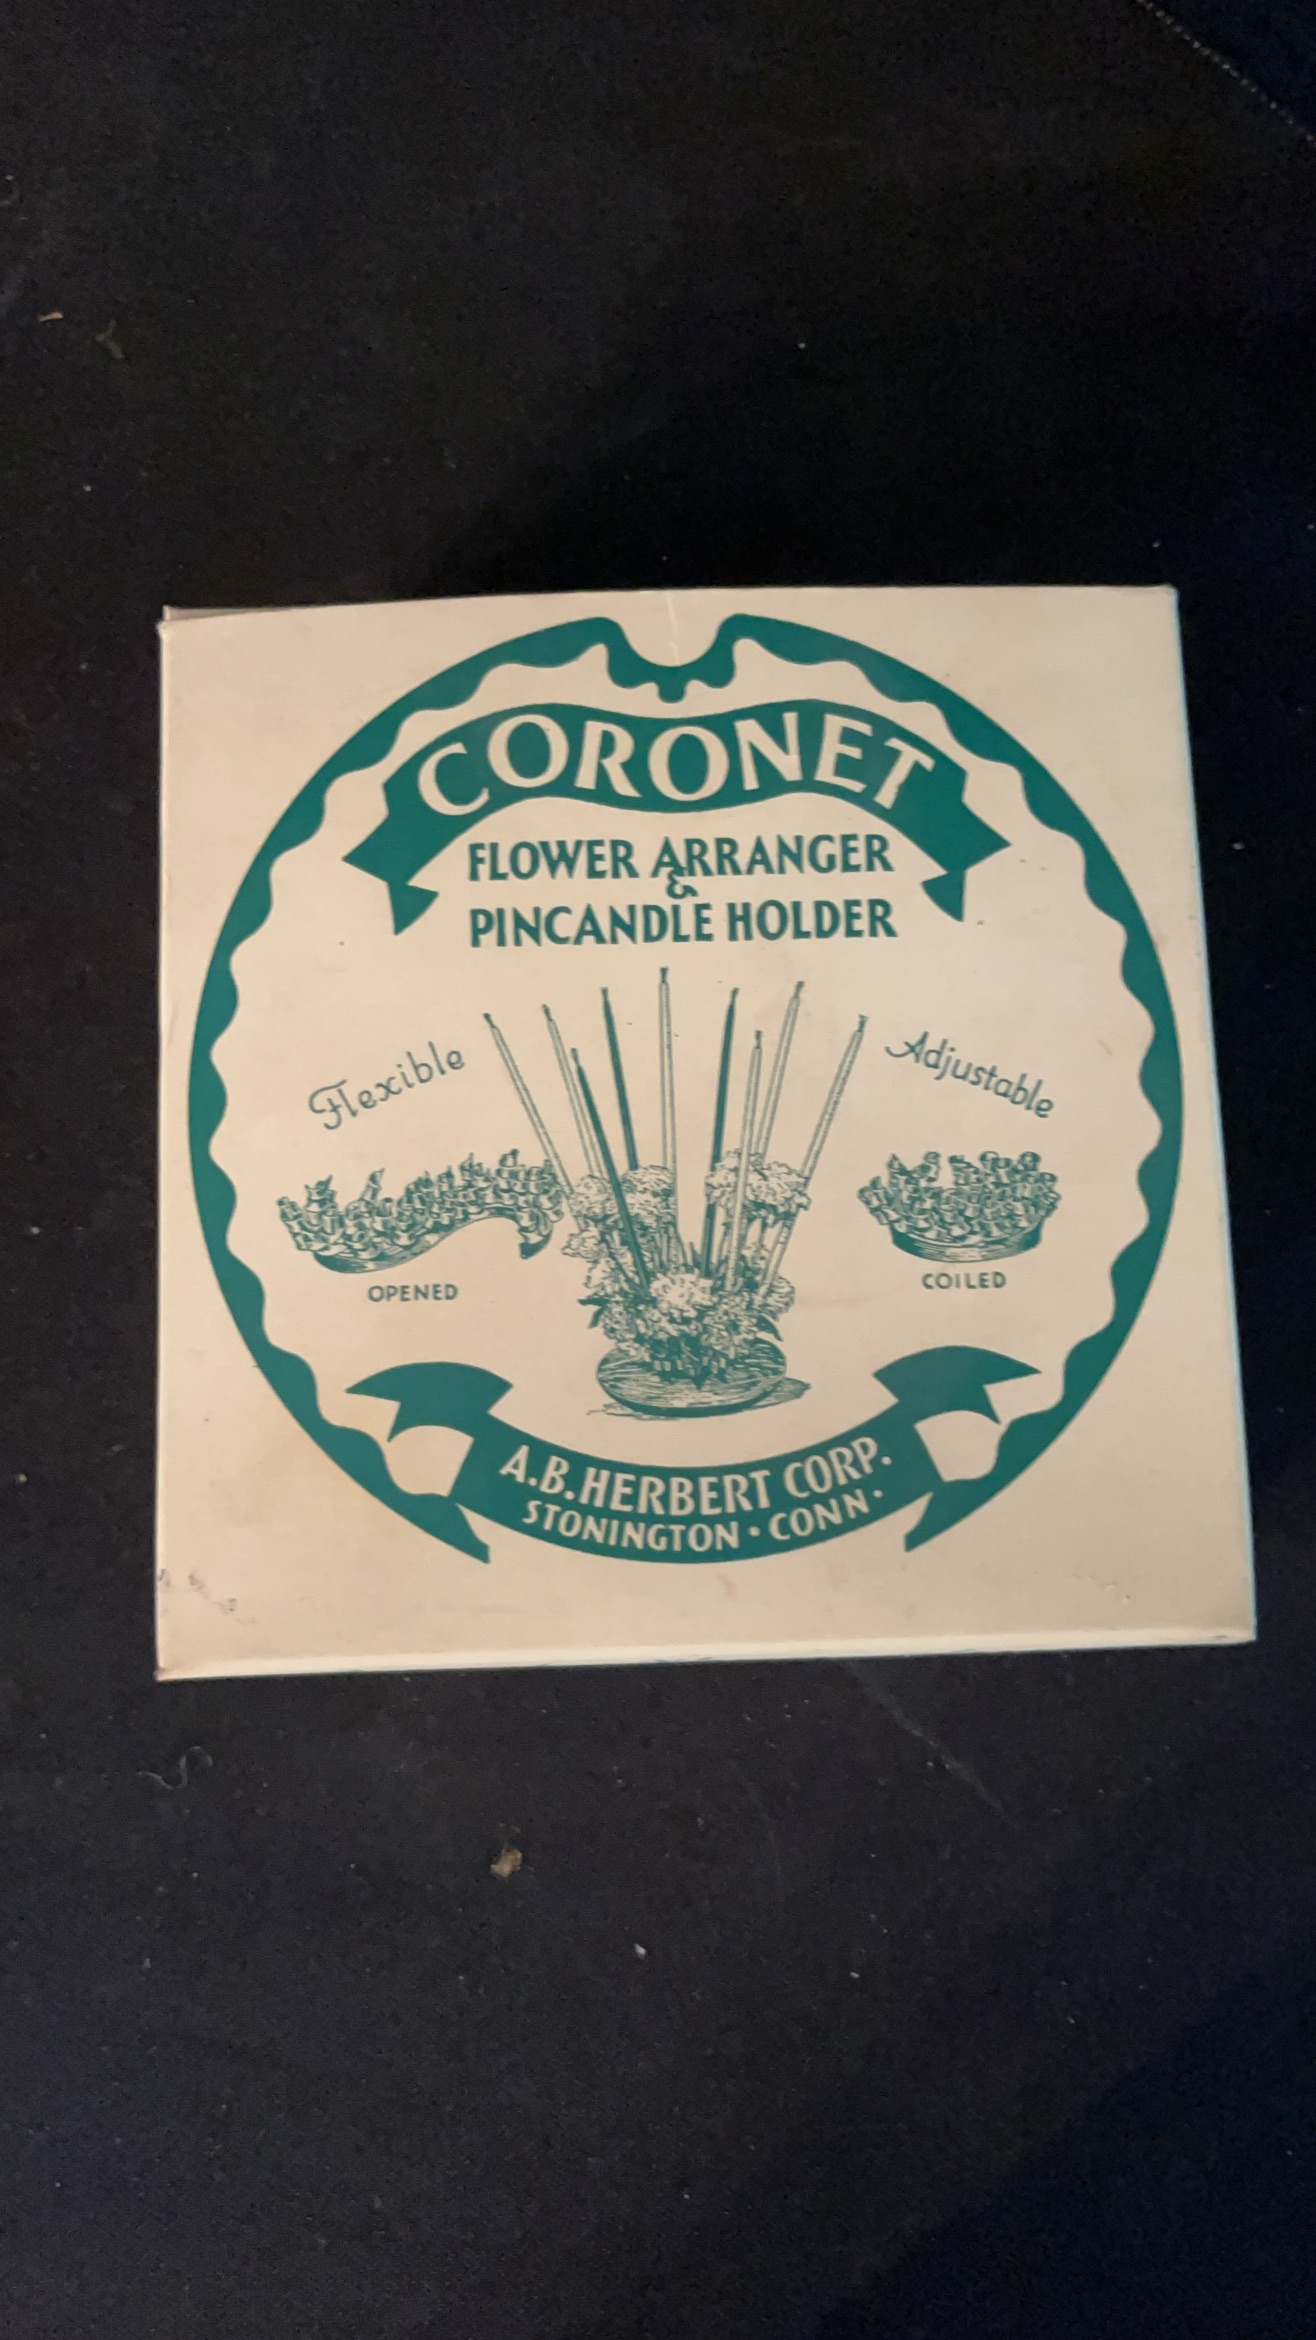 CORONET
FLOWER ARRANGER
&
PINCANDLE HOLDER
Flexible
Adjustable
OPENED
COILED
A.B. HERBERT CORP.
STONINGTON • CONN •